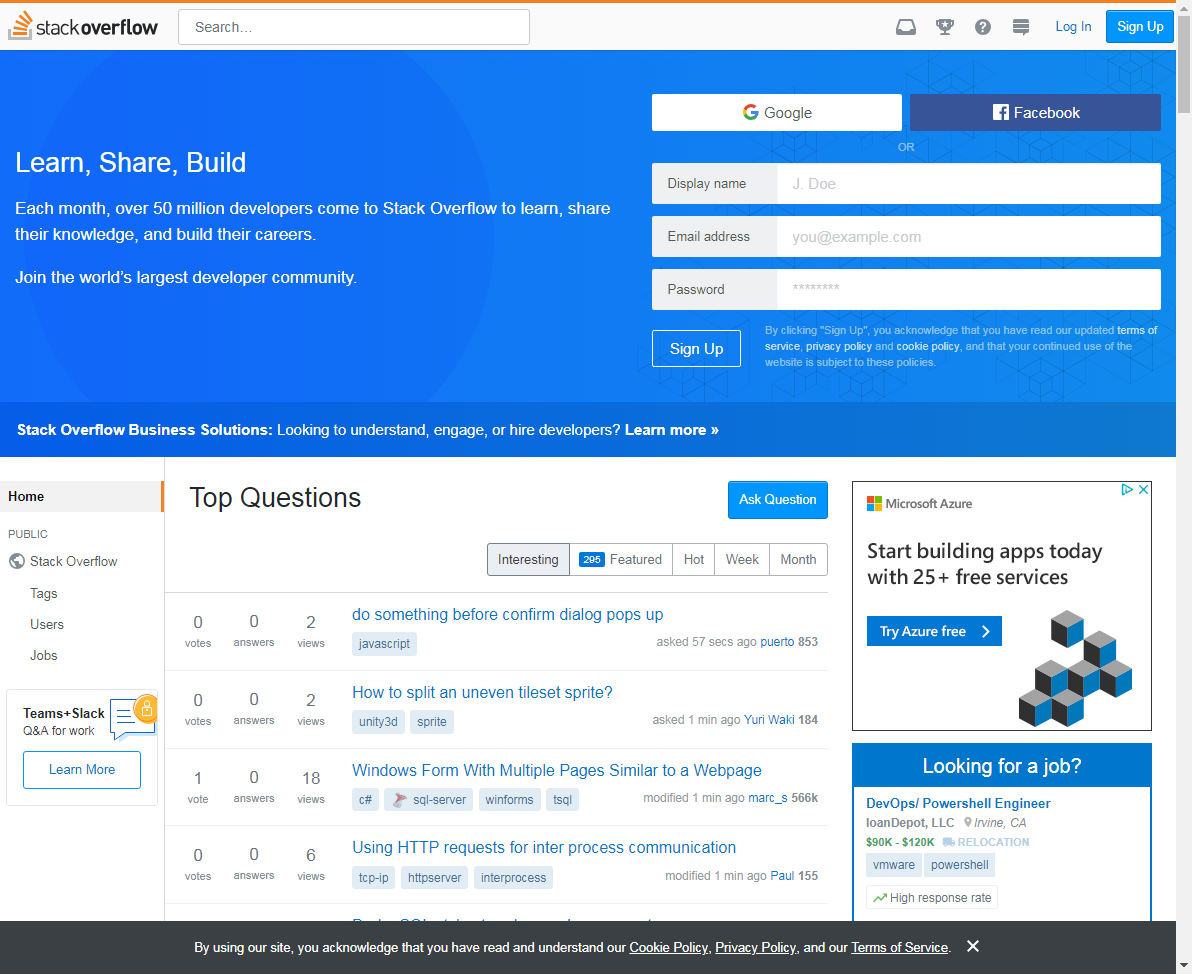 stackoverflow
Search…
Log In
Sign Up
Google
Facebook
OR
Learn, Share, Build
Each month, over 50 million developers come to Stack Overflow to learn, share
their knowledge, and build their careers.
Join the world’s largest developer community.
Display name
J. Doe
Email address
you@example.com
Password
********
Sign Up
By clicking "Sign Up", you acknowledge that you have read our updated terms of
service, privacy policy and cookie policy, and that your continued use of the
website is subject to these policies.
Stack Overflow Business Solutions: Looking to understand, engage, or hire developers? Learn more »
Home
PUBLIC
Stack Overflow
Tags
Users
Jobs
Teams+Slack
Q&A for work
Learn More
Top Questions
Ask Question
Interesting
295 Featured
Hot
Week
Month
0 votes
0 answers
2 views
do something before confirm dialog pops up
javascript
asked 57 secs ago puerto 853
0 votes
0 answers
2 views
How to split an uneven tileset sprite?
unity3d
sprite
asked 1 min ago Yuri Waki 184
1 vote
0 answers
18 views
Windows Form With Multiple Pages Similar to a Webpage
c#
sql-server
winforms
tsql
modified 1 min ago marc_s 566k
0 votes
0 answers
6 views
Using HTTP requests for inter process communication
tcp-ip
httpserver
interprocess
modified 1 min ago Paul 155
Microsoft Azure
Start building apps today
with 25+ free services
Try Azure free
Looking for a job?
DevOps/ Powershell Engineer
loanDepot, LLC Irvine, CA
$90K - $120K RELOCATION
vmware
powershell
High response rate
By using our site, you acknowledge that you have read and understand our Cookie Policy, Privacy Policy, and our Terms of Service.